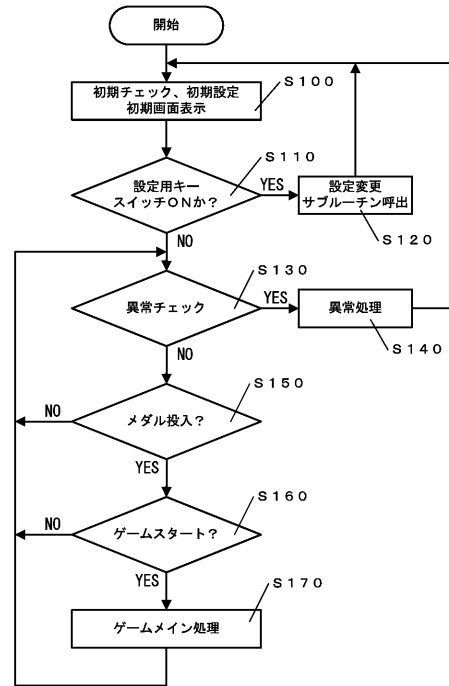 開始
S100
初期チェック、初期設定
初期画面表示
S110
設定用キー
スイッチONか?
YES
設定変更
サブルーチン呼出
S120
NO
S130
異常チェック
YES
異常処理
S140
NO
S150
メダル投入?
NO
YES
S160
ゲームスタート?
NO
YES
S170
ゲームメイン処理